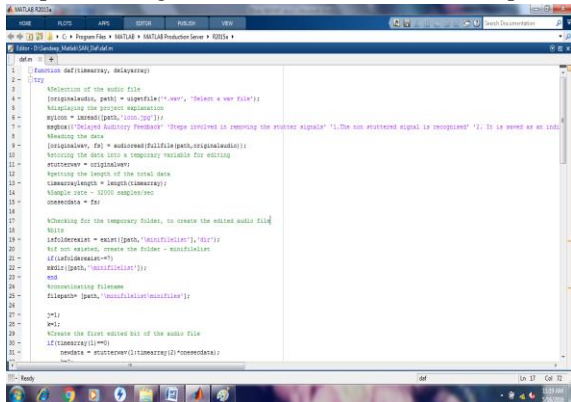 MATLAB R2015a
HOME PLOTS APPS EDITOR PUBLISH VIEW
Search Documentation
C: ▸ Program Files ▸ MATLAB ▸ MATLAB Production Server ▸ R2015a ▸
Editor - D:\Sandeep_Matlab\SAN_Daf\daf.m
daf.m
1 function daf(timearray, delayarray)
2 try
3 %Selection of the audio file
4 [originalaudio, path] = uigetfile('*.wav', 'Select a wav file');
5 %displaying the project explanation
6 myicon = imread([path,'icon.jpg']);
7 msgbox({'Delayed Auditory Feedback' 'Steps involved in removing the stutter signals' '1.The non stuttered signal is recognised' '2. It is saved as an indi
8 %Reading the data
9 [originalwav, fs] = audioread(fullfile(path,originalaudio));
10 %storing the data into a temporary variable for editing
11 stutterwav = originalwav;
12 %getting the length of the total data
13 timearraylength = length(timearray);
14 %Sample rate - 32000 samples/sec
15 onesecdata = fs;
16
17 %Checking for the temporary folder, to create the edited audio file
18 %bits
19 isfolderexist = exist([path,'\minifilelist'],'dir');
20 %if not existed, create the folder - minifilelist
21 if(isfolderexist~=7)
22 mkdir([path,'\minifilelist']);
23 end
24 %concatinating filename
25 filepath= [path,'\minifilelist\minifiles'];
26
27 j=1;
28 k=1;
29 %Create the first edited bit of the audio file
30 if(timearray(1)==0)
31 newdata = stutterwav(1:timearray(2)*onesecdata);
Ready
daf
Ln 17 Col 72
11:19 AM